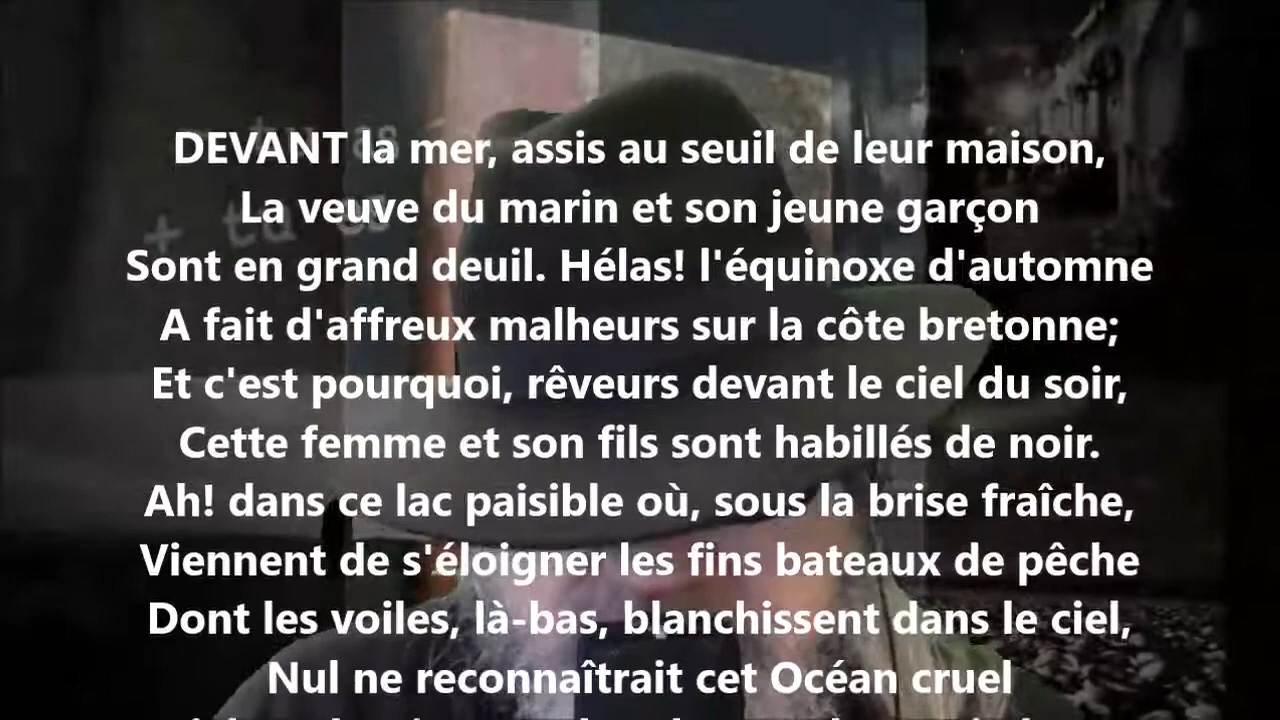 DEVANT la mer, assis au seuil de leur maison,
La veuve du marin et son jeune garçon
Sont en grand deuil. Hélas! l'équinoxe d'automne
A fait d'affreux malheurs sur la côte bretonne;
Et c'est pourquoi, rêveurs devant le ciel du soir,
Cette femme et son fils sont habillés de noir.
Ah! dans ce lac paisible où, sous la brise fraîche,
Viennent de s'éloigner les fins bateaux de pêche
Dont les voiles, là-bas, blanchissent dans le ciel,
Nul ne reconnaîtrait cet Océan cruel